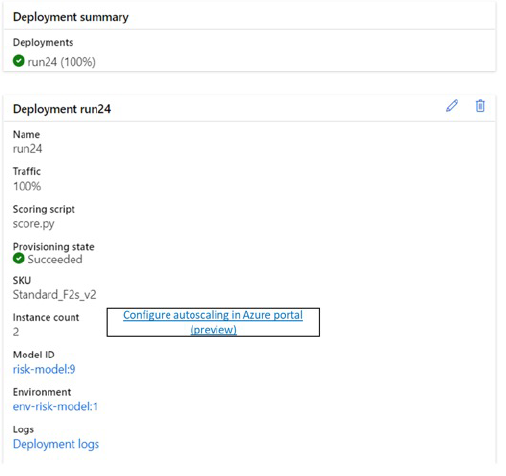 Deployment summary
Deployments
run24 (100%)
Deployment run24
Name
run24
Traffic
100%
Scoring script
score.py
Provisioning state
Succeeded
SKU
Standard_F2s_v2
Instance count
2
Configure autoscaling in Azure portal
(preview)
Model ID
risk-model:9
Environment
env-risk-model:1
Logs
Deployment logs